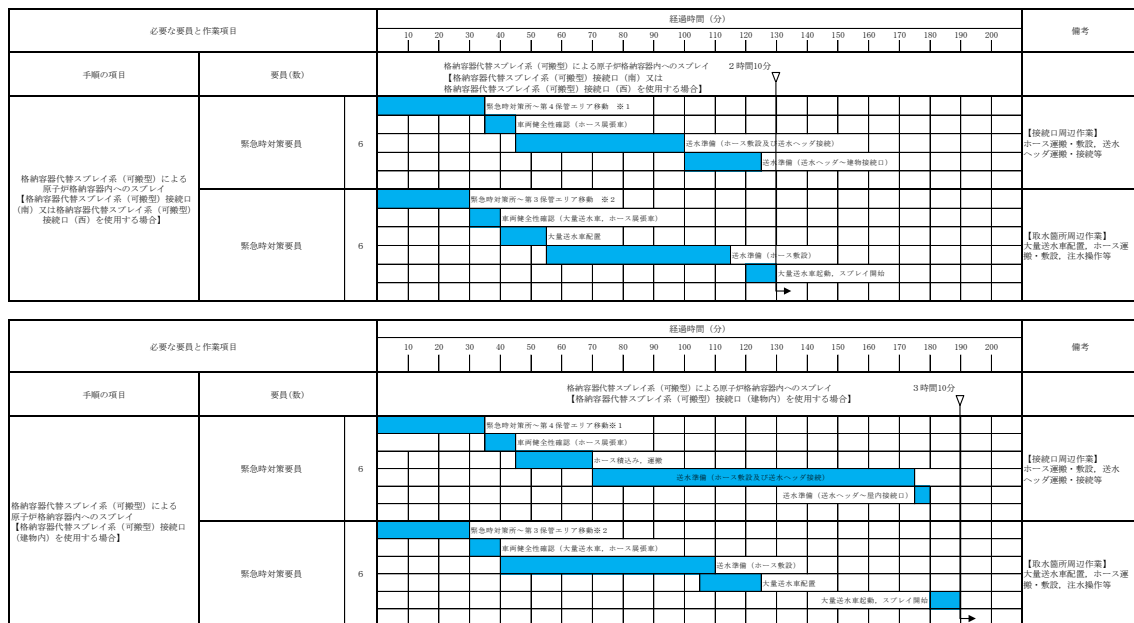 必要な要員と作業項目
経過時間（分）
備考
10 20 30 40 50 60 70 80 90 100 110 120 130 140 150 160 170 180 190 200
手順の項目
要員(数)
格納容器代替スプレイ系（可搬型）による原子炉格納容器内へのスプレイ
【格納容器代替スプレイ系（可搬型）接続口（南）又は
格納容器代替スプレイ系（可搬型）接続口（西）を使用する場合】
２時間10分
格納容器代替スプレイ系（可搬型）による
原子炉格納容器内へのスプレイ
【格納容器代替スプレイ系（可搬型）接続口
（南）又は格納容器代替スプレイ系（可搬型）
接続口（西）を使用する場合】
緊急時対策要員
6
緊急時対策所～第４保管エリア移動　※１
車両健全性確認（ホース展張車）
送水準備（ホース敷設及び送水ヘッダ接続）
送水準備（送水ヘッダ～建物接続口）
【接続口周辺作業】
ホース運搬・敷設，送水
ヘッダ運搬・接続等
緊急時対策要員
6
緊急時対策所～第３保管エリア移動　※２
車両健全性確認（大量送水車，ホース展張車）
大量送水車配置
送水準備（ホース敷設）
大量送水車起動，スプレイ開始
【取水箇所周辺作業】
大量送水車配置，ホース運
搬・敷設，注水操作等
必要な要員と作業項目
経過時間（分）
備考
10 20 30 40 50 60 70 80 90 100 110 120 130 140 150 160 170 180 190 200
手順の項目
要員(数)
格納容器代替スプレイ系（可搬型）による原子炉格納容器内へのスプレイ
【格納容器代替スプレイ系（可搬型）接続口（建物内）を使用する場合】
３時間10分
格納容器代替スプレイ系（可搬型）による
原子炉格納容器内へのスプレイ
【格納容器代替スプレイ系（可搬型）接続口
（建物内）を使用する場合】
緊急時対策要員
6
緊急時対策所～第４保管エリア移動※１
車両健全性確認（ホース展張車）
ホース積込み，運搬
送水準備（ホース敷設及び送水ヘッダ接続）
送水準備（送水ヘッダ～屋内接続口）
【接続口周辺作業】
ホース運搬・敷設，送水
ヘッダ運搬・接続等
緊急時対策要員
6
緊急時対策所～第３保管エリア移動※２
車両健全性確認（大量送水車，ホース展張車）
送水準備（ホース敷設）
大量送水車配置
大量送水車起動，スプレイ開始
【取水箇所周辺作業】
大量送水車配置，ホース運
搬・敷設，注水操作等